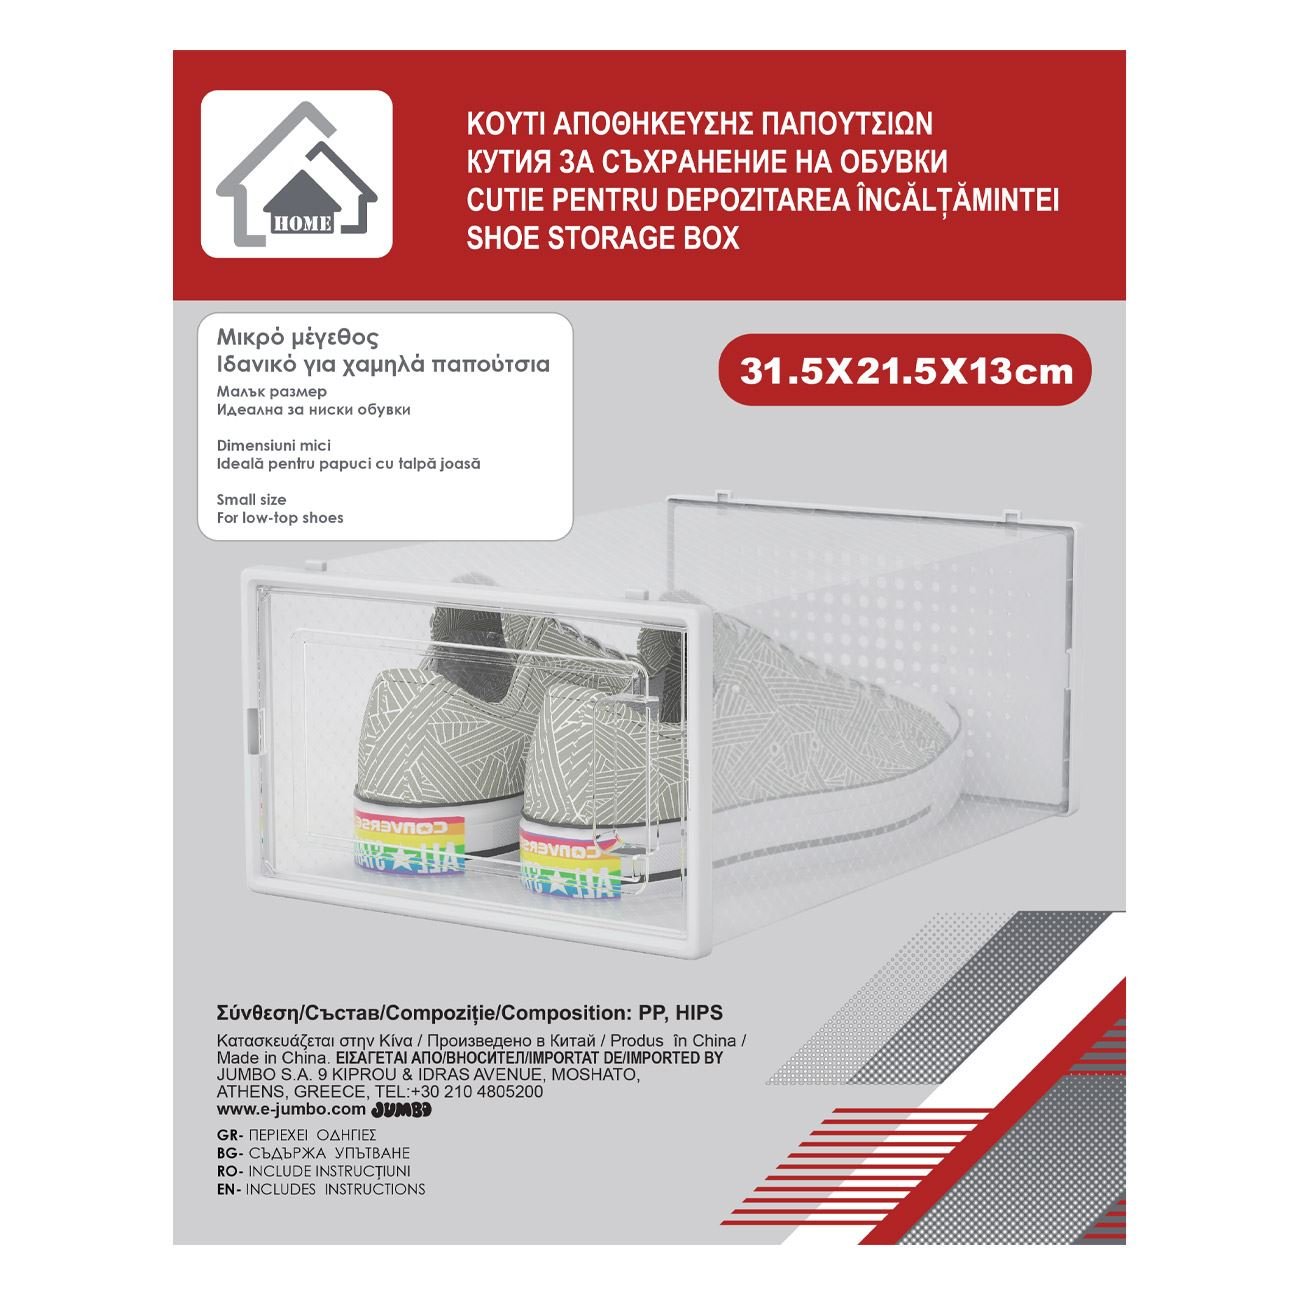 HOME
ΚΟΥΤΙ ΑΠΟΘΗΚΕΥΣΗΣ ΠΑΠΟΥΤΣΙΩΝ
КУТИЯ ЗА СЪХРАНЕНИЕ НА ОБУВКИ
CUTIE PENTRU DEPOZITAREA ÎNCĂLȚĂMINTEI
SHOE STORAGE BOX
Μικρό μέγεθος
Ιδανικό για χαμηλά παπούτσια
Малък размер
Идеална за ниски обувки
Dimensiuni mici
Ideală pentru papuci cu talpă joasă
Small size
For low-top shoes
31.5X21.5X13cm
CONVERSE
ALL ★ STAR
CONVERSE
ALL ★ STAR
Σύνθεση/Състав/Compoziție/Composition: PP, HIPS
Κατασκευάζεται στην Κίνα / Произведено в Китай / Produs în China /
Made in China. ΕΙΣΑΓΕΤΑΙ ΑΠΟ/ВНОСИТЕЛ/IMPORTAT DE/IMPORTED BY
JUMBO S.A. 9 KIPROU & IDRAS AVENUE, MOSHATO,
ATHENS, GREECE, TEL:+30 210 4805200
www.e-jumbo.com JUMBO
GR- ΠΕΡΙΕΧΕΙ ΟΔΗΓΙΕΣ
BG- СЪДЪРЖА УПЪТВАНЕ
RO- INCLUDE INSTRUCȚIUNI
EN- INCLUDES INSTRUCTIONS